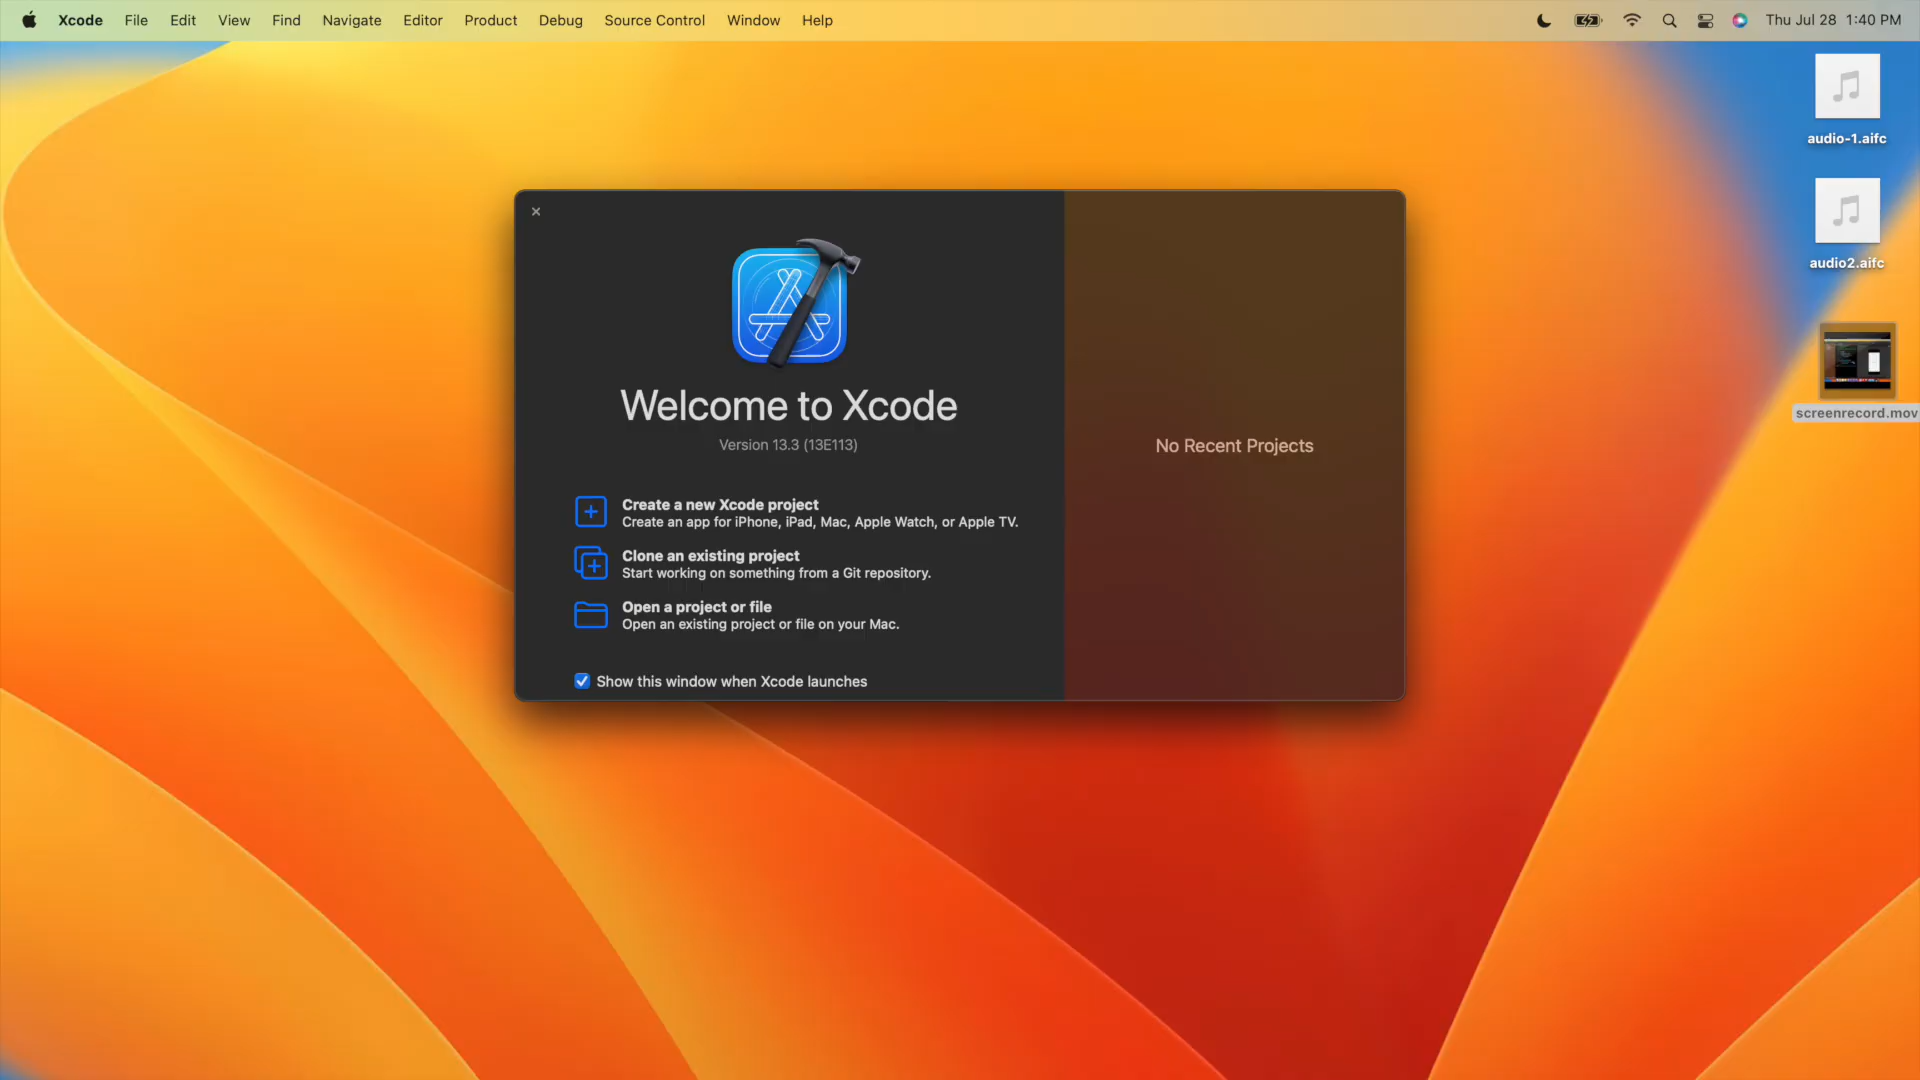 Xcode File Edit View Find Navigate Editor Product Debug Source Control Window Help Thu Jul 28 1:40 PM
audio-1.aifc
audio2.aifc
screenrecord.mov
Welcome to Xcode
Version 13.3 (13E113)
Create a new Xcode project
Create an app for iPhone, iPad, Mac, Apple Watch, or Apple TV.
Clone an existing project
Start working on something from a Git repository.
Open a project or file
Open an existing project or file on your Mac.
Show this window when Xcode launches
No Recent Projects